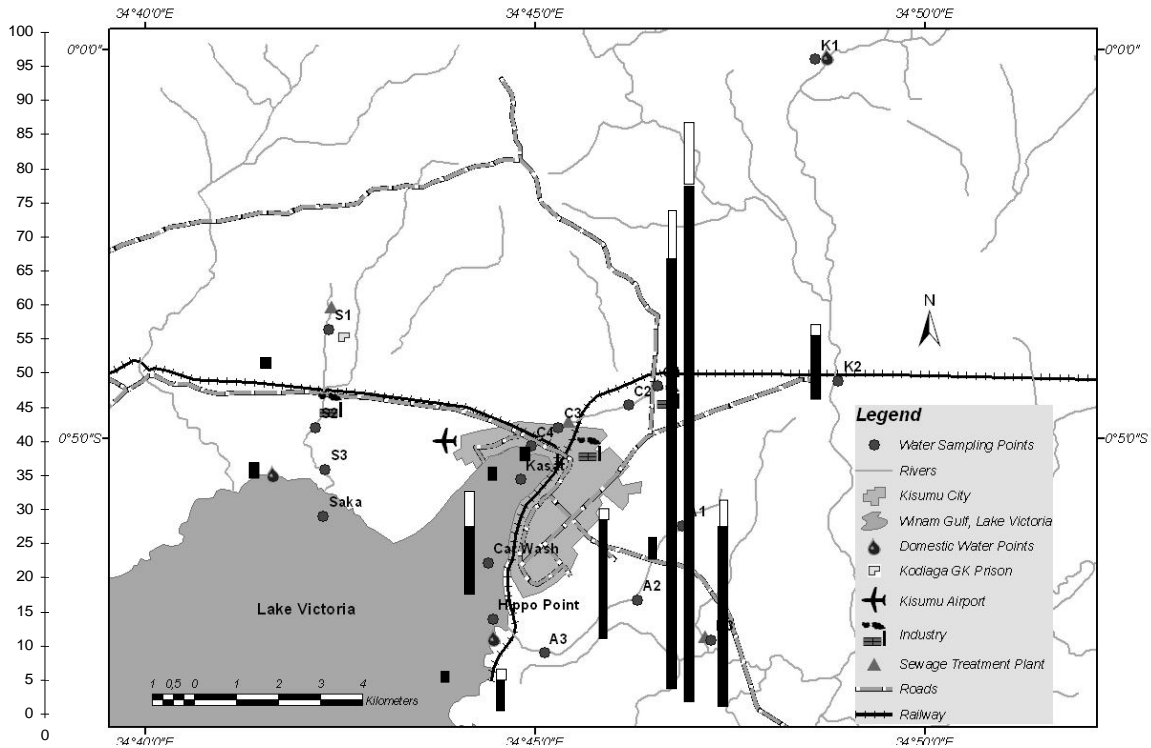 34°40'0"E 34°45'0"E 34°50'0"E
100
95
90
85
80
75
70
65
60
55
50
45
40
35
30
25
20
15
10
5
0
0
0°0'0"
0°0'0"
K1
S1
N
K2
C2
S2
C3
C4
0°50'S
0°50'S
S3
Saka
Car Wash
A2
Hippo Point
Lake Victoria
A3
1 0,5 0 1 2 3 4
Kilometers
Legend
Water Sampling Points
Rivers
Kisumu City
Winam Gulf, Lake Victoria
Domestic Water Points
Kodiaga GK Prison
Kisumu Airport
Industry
Sewage Treatment Plant
Roads
Railway
34°40'0"E 34°45'0"E 34°50'0"E